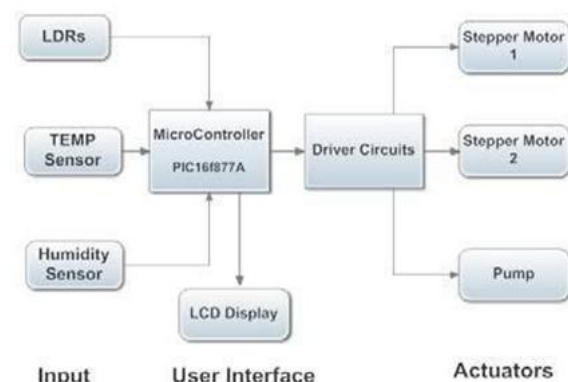 LDRs
Stepper Motor
1
TEMP
Sensor
MicroController
PIC16f877A
Driver Circuits
Stepper Motor
2
Humidity
Sensor
LCD Display
Pump
Input
User Interface
Actuators